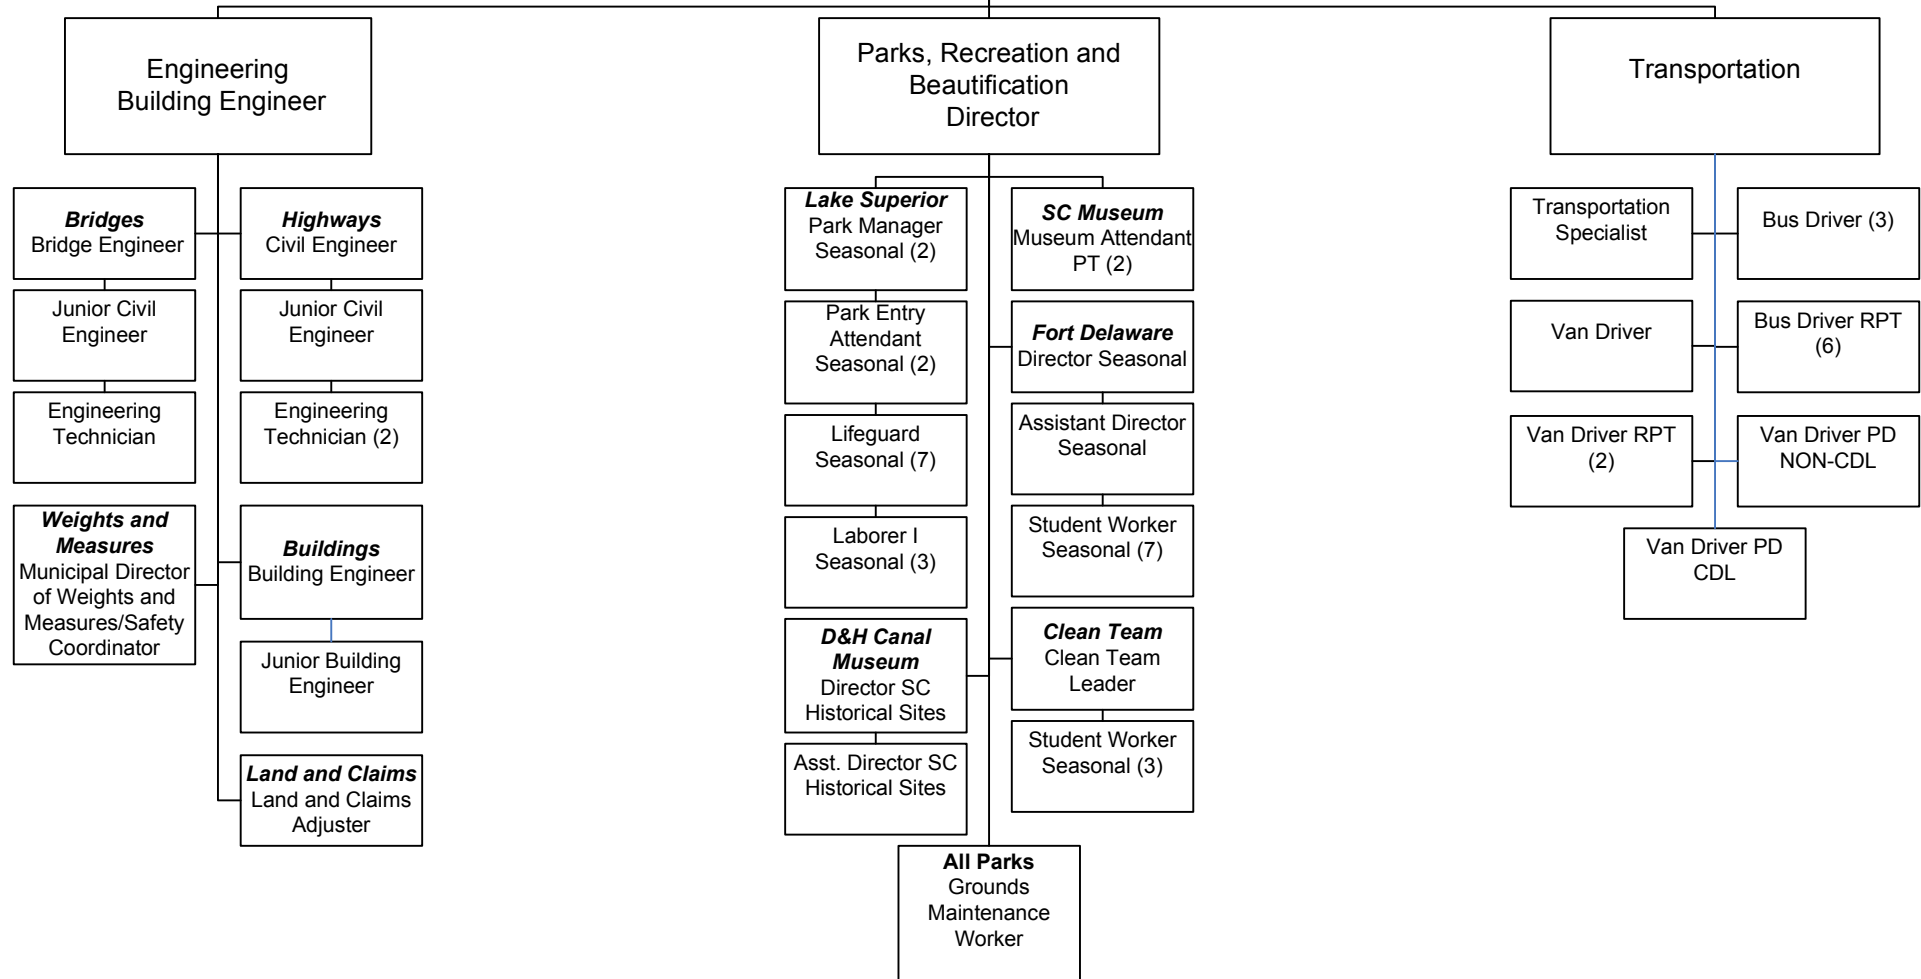 Engineering
Building Engineer
Parks, Recreation and
Beautification
Director
Transportation
Bridges
Bridge Engineer
Junior Civil
Engineer
Engineering
Technician
Highways
Civil Engineer
Junior Civil
Engineer
Engineering
Technician (2)
Weights and
Measures
Municipal Director
of Weights and
Measures/Safety
Coordinator
Buildings
Building Engineer
Junior Building
Engineer
Land and Claims
Land and Claims
Adjuster
Lake Superior
Park Manager
Seasonal (2)
Park Entry
Attendant
Seasonal (2)
Lifeguard
Seasonal (7)
Laborer I
Seasonal (3)
D&H Canal
Museum
Director SC
Historical Sites
Asst. Director SC
Historical Sites
SC Museum
Museum Attendant
PT (2)
Fort Delaware
Director Seasonal
Assistant Director
Seasonal
Student Worker
Seasonal (7)
Clean Team
Clean Team
Leader
Student Worker
Seasonal (3)
All Parks
Grounds
Maintenance
Worker
Transportation
Specialist
Bus Driver (3)
Van Driver
Bus Driver RPT
(6)
Van Driver RPT
(2)
Van Driver PD
NON-CDL
Van Driver PD
CDL